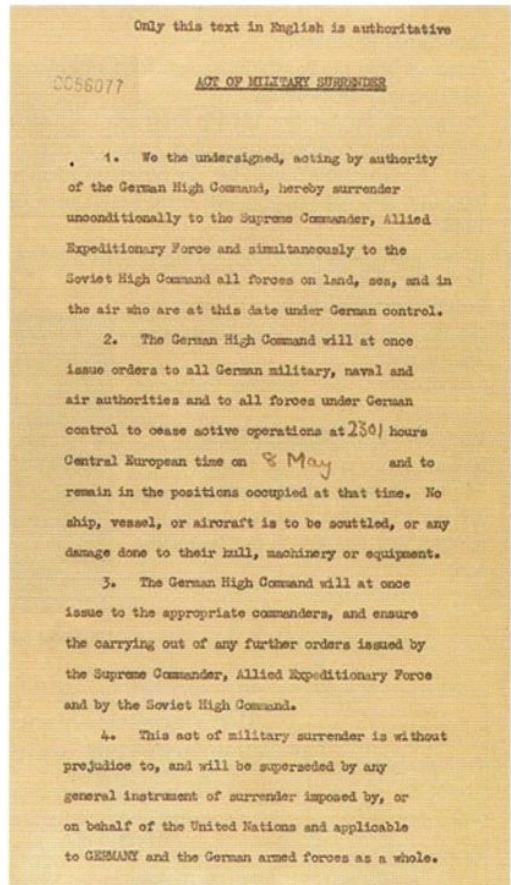 Only this text in English is authoritative
CC56077
ACT OF MILITARY SURRENDER
1. We the undersigned, acting by authority
of the German High Command, hereby surrender
unconditionally to the Supreme Commander, Allied
Expeditionary Force and simultaneously to the
Soviet High Command all forces on land, sea, and in
the air who are at this date under German control.
2. The German High Command will at once
issue orders to all German military, naval and
air authorities and to all forces under German
control to cease active operations at 2301 hours
Central European time on 8 May and to
remain in the positions occupied at that time. No
ship, vessel, or aircraft is to be scuttled, or any
damage done to their hull, machinery or equipment.
3. The German High Command will at once
issue to the appropriate commanders, and ensure
the carrying out of any further orders issued by
the Supreme Commander, Allied Expeditionary Force
and by the Soviet High Command.
4. This act of military surrender is without
prejudice to, and will be superseded by any
general instrument of surrender imposed by, or
on behalf of the United Nations and applicable
to GERMANY and the German armed forces as a whole.